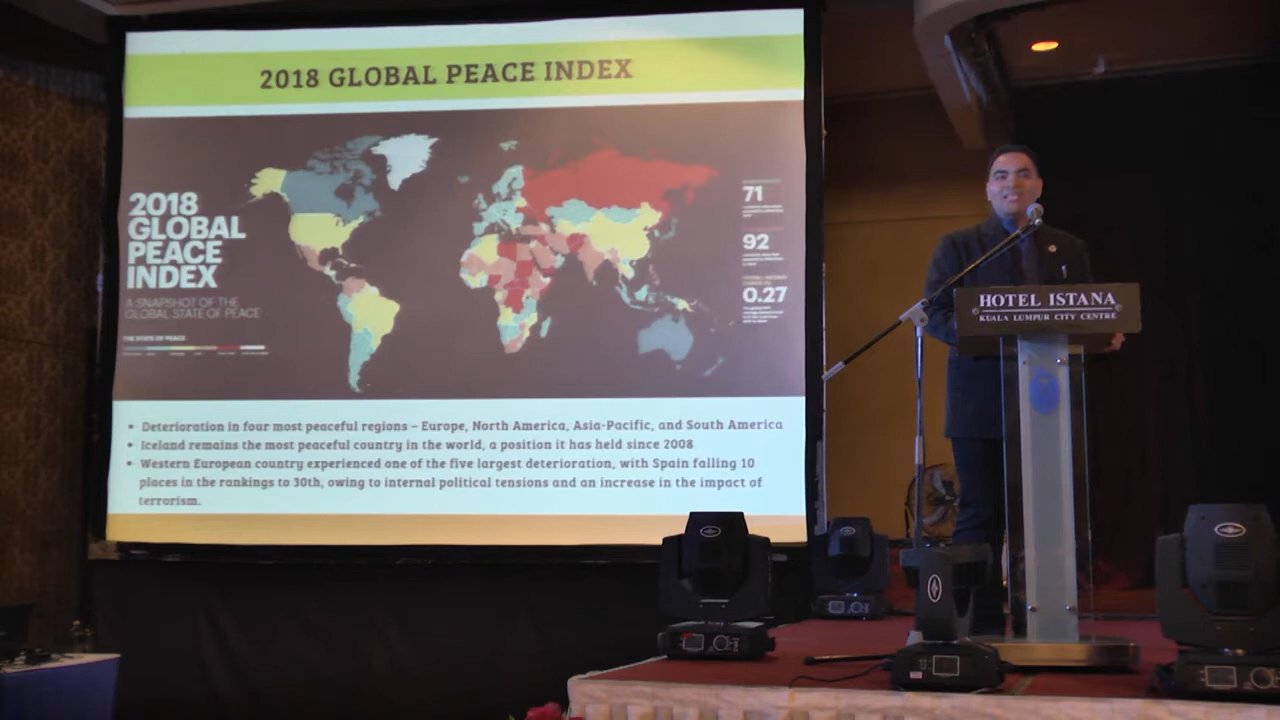 2018 GLOBAL PEACE INDEX
2018
GLOBAL
PEACE
INDEX
A SNAPSHOT OF THE
GLOBAL STATE OF PEACE
THE STATE OF PEACE
71
92
0.27
• Deterioration in four most peaceful regions – Europe, North America, Asia-Pacific, and South America
• Iceland remains the most peaceful country in the world, a position it has held since 2008
• Western European country experienced one of the five largest deterioration, with Spain falling 10
places in the rankings to 30th, owing to internal political tensions and an increase in the impact of
terrorism.
HOTEL ISTANA
KUALA LUMPUR CITY CENTRE